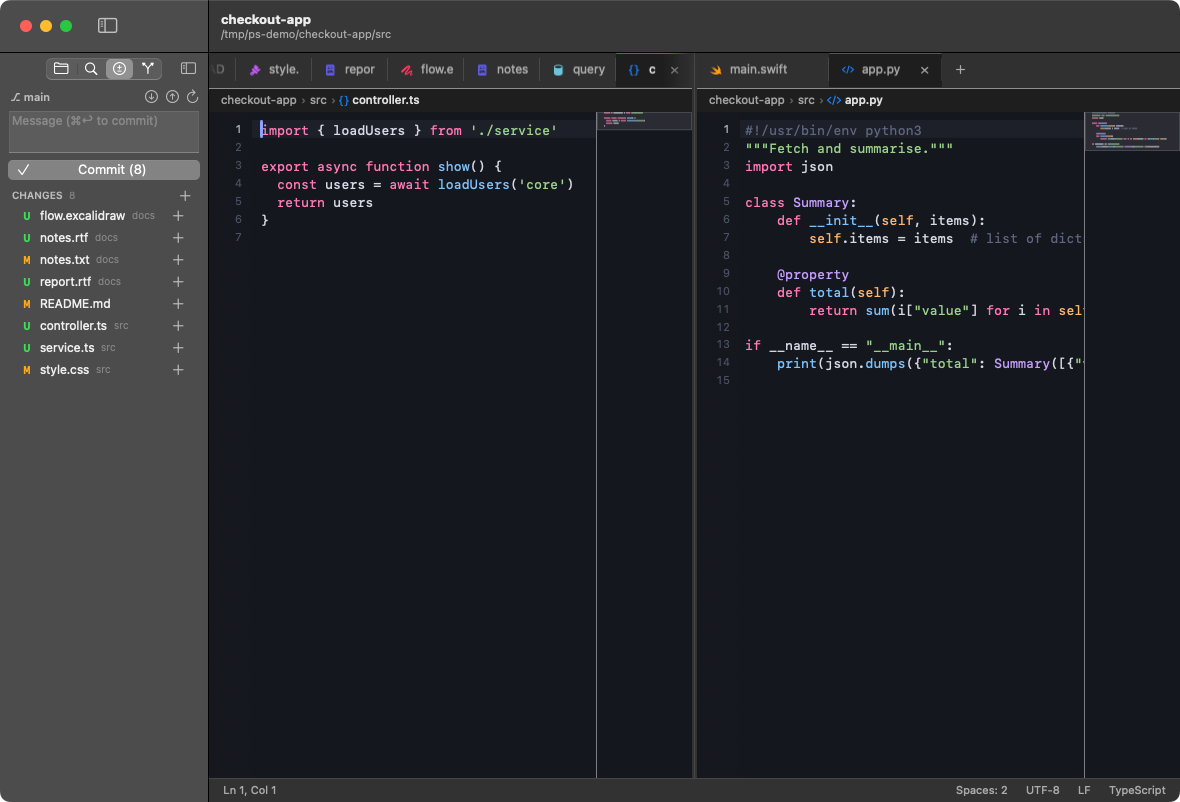 checkout-app
/tmp/ps-demo/checkout-app/src
main
Message (⌘↩ to commit)
Commit (8)
CHANGES 8
U flow.excalidraw docs
U notes.rtf docs
M notes.txt docs
U report.rtf docs
M README.md
U controller.ts src
U service.ts src
M style.css src
style.
repor
flow.e
notes
query
{} c
checkout-app › src › {} controller.ts
1 import { loadUsers } from './service'
2
3 export async function show() {
4 const users = await loadUsers('core')
5 return users
6 }
7
main.swift
</> app.py
checkout-app › src › </> app.py
1 #!/usr/bin/env python3
2 """Fetch and summarise."""
3 import json
4
5 class Summary:
6 def __init__(self, items):
7 self.items = items # list of dict
8
9 @property
10 def total(self):
11 return sum(i["value"] for i in self
12
13 if __name__ == "__main__":
14 print(json.dumps({"total": Summary([{"
15
Ln 1, Col 1
Spaces: 2
UTF-8
LF
TypeScript